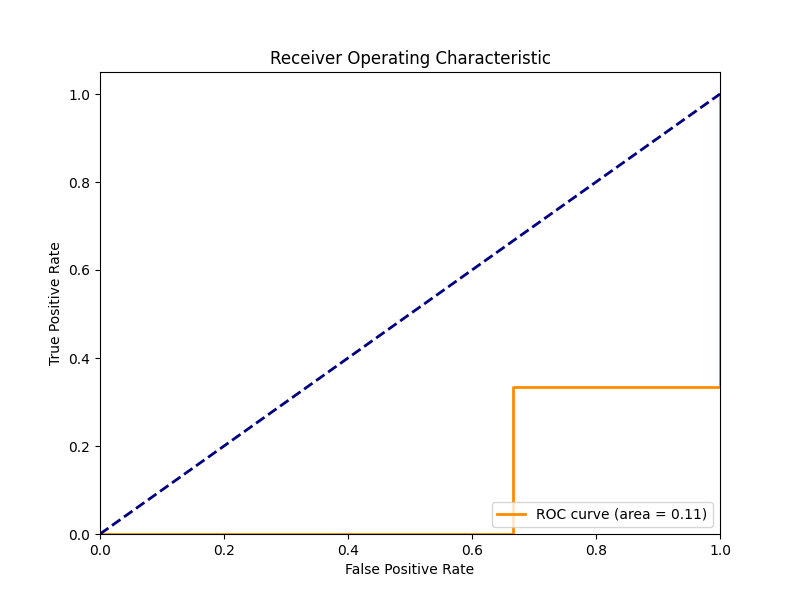 Receiver Operating Characteristic
True Positive Rate
1.0
0.8
0.6
0.4
0.2
0.0
ROC curve (area = 0.11)
0.0 0.2 0.4 0.6 0.8 1.0
False Positive Rate